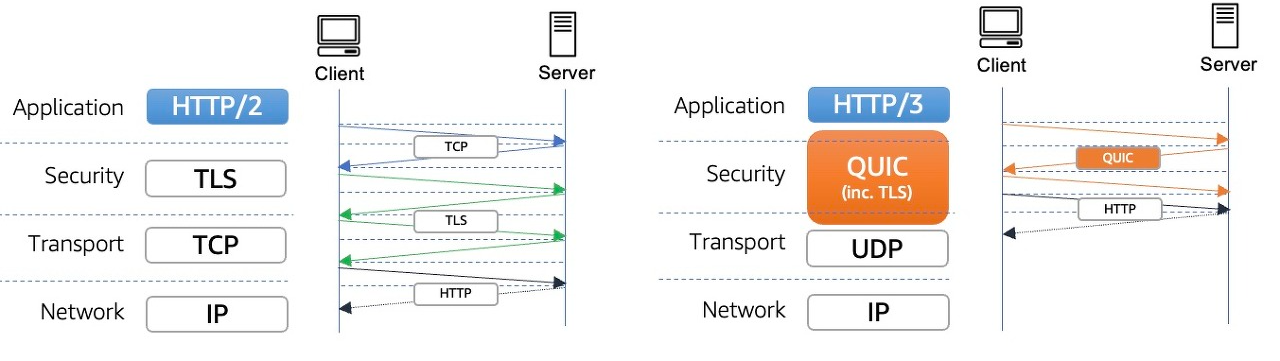 Client
Server
Application
HTTP/2
TCP
Security
TLS
TLS
Transport
TCP
HTTP
Network
IP
Client
Server
Application
HTTP/3
QUIC
Security
QUIC
(inc. TLS)
HTTP
Transport
UDP
Network
IP